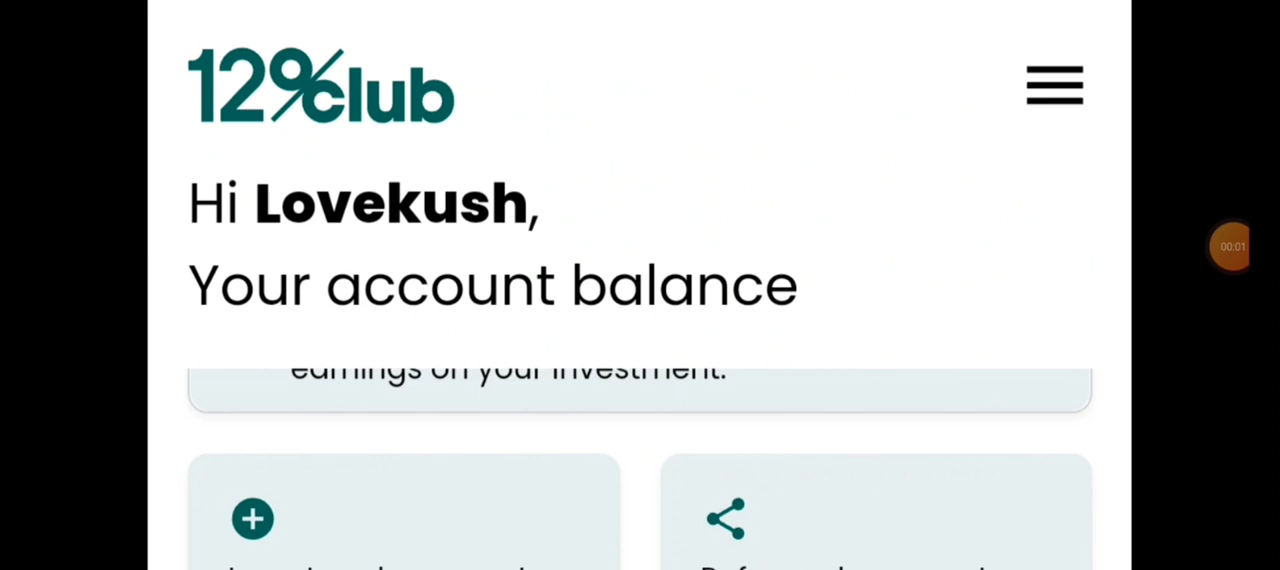 12% club
Hi Lovekush,
Your account balance
earnings on your investment.
00:01